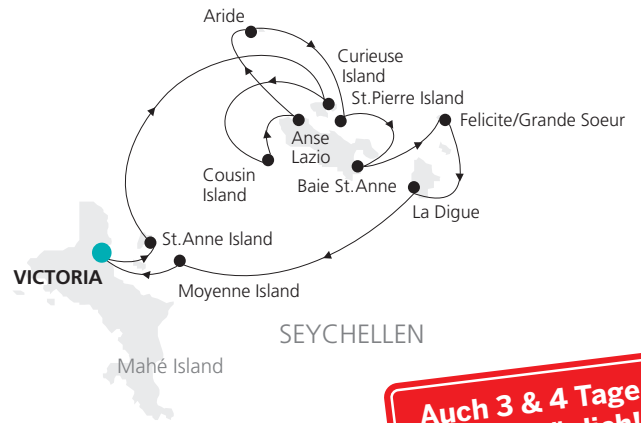 Aride
Curieuse
Island
St.Pierre Island
Felicite/Grande Soeur
Anse
Lazio
Cousin
Island
Baie St.Anne
La Digue
St.Anne Island
VICTORIA
Moyenne Island
SEYCHELLEN
Mahé Island
Auch 3 & 4 Tage